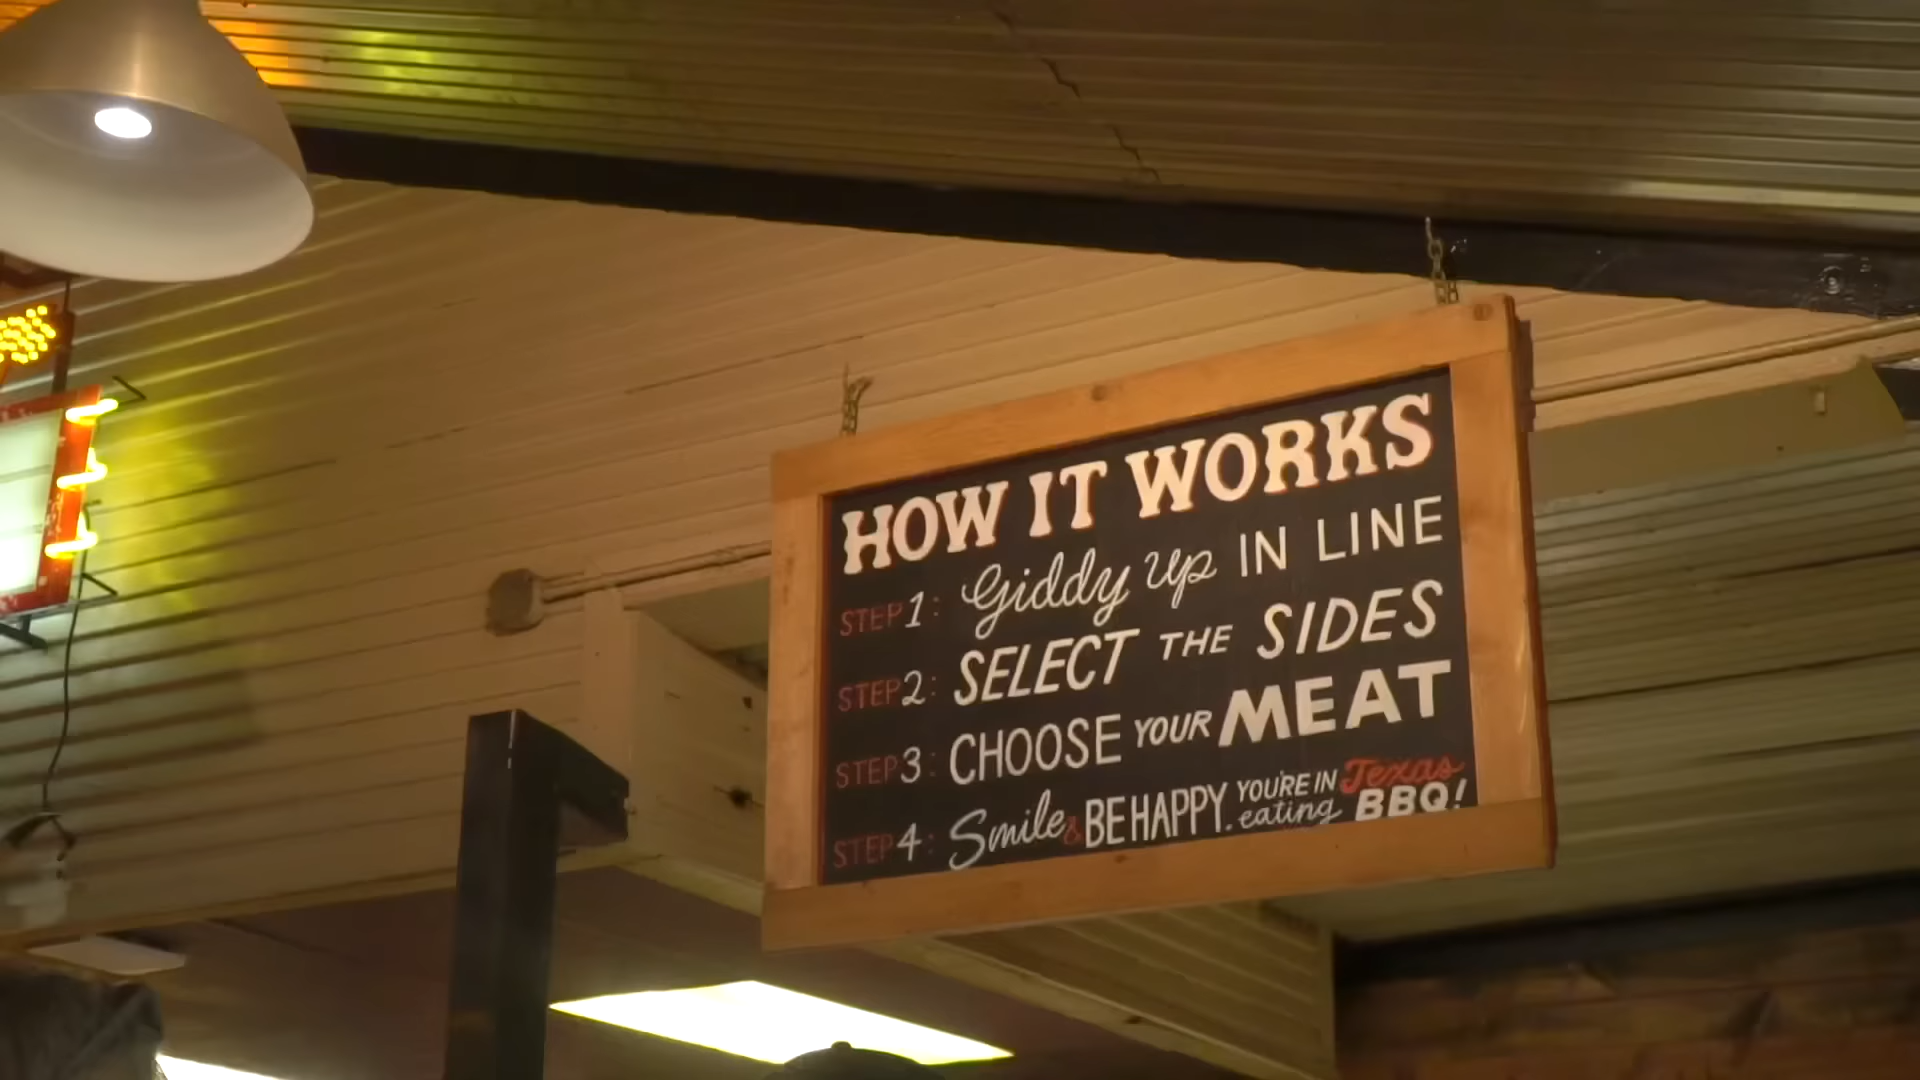 HOW IT WORKS
STEP 1: Giddy Up IN LINE
STEP 2: SELECT THE SIDES
STEP 3: CHOOSE YOUR MEAT
STEP 4: Smile & BE HAPPY. YOU'RE IN Texas
eating BBQ!